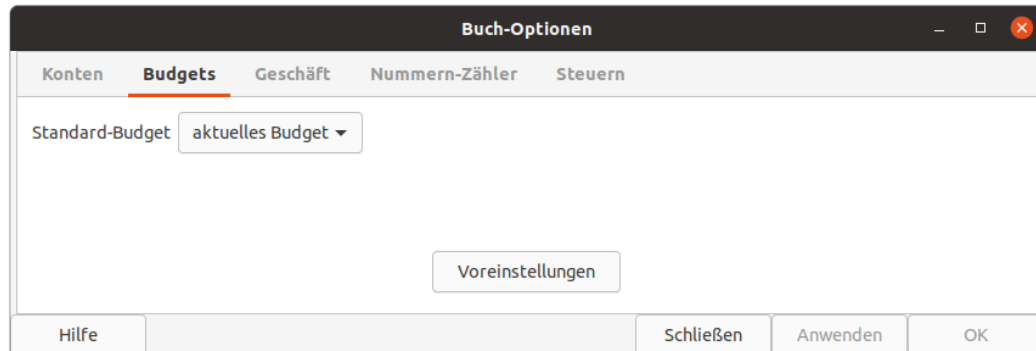 Buch-Optionen
Konten Budgets Geschäft Nummern-Zähler Steuern
Standard-Budget aktuelles Budget
Voreinstellungen
Hilfe Schließen Anwenden OK